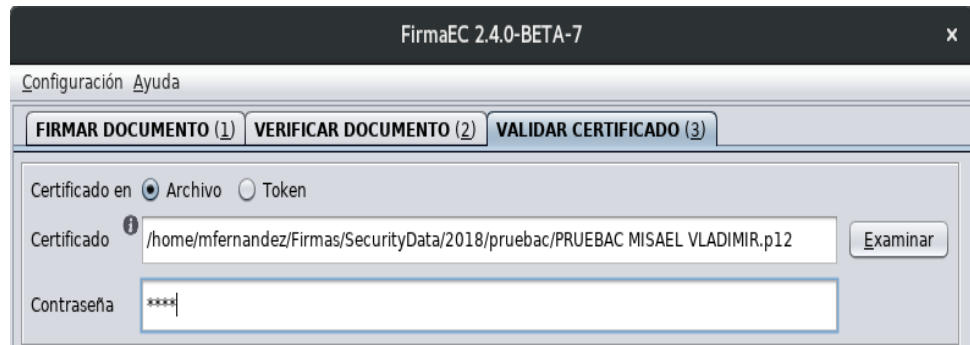 FirmaEC 2.4.0-BETA-7 x
Configuración Ayuda
FIRMAR DOCUMENTO (1) VERIFICAR DOCUMENTO (2) VALIDAR CERTIFICADO (3)
Certificado en Archivo Token
Certificado i /home/mfernandez/Firmas/SecurityData/2018/pruebac/PRUEBAC MISAEL VLADIMIR.p12 Examinar
Contraseña ****